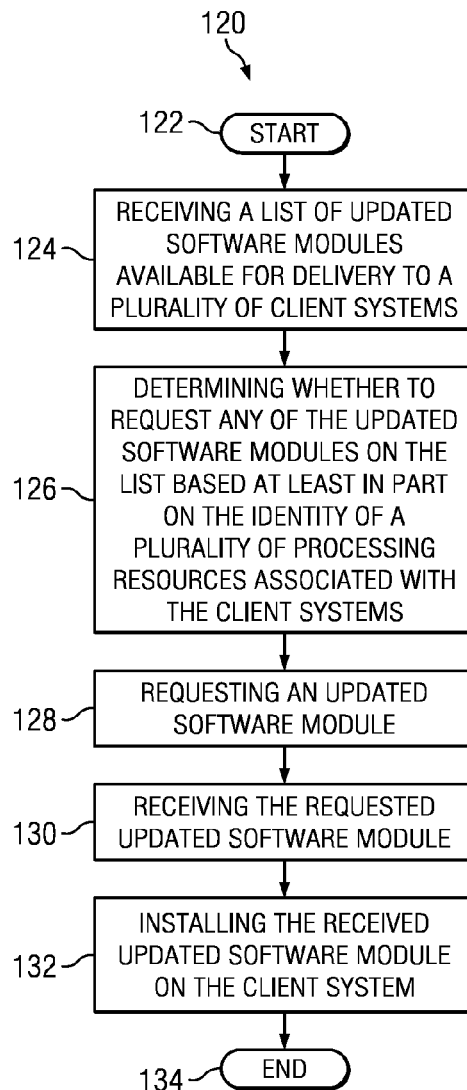 120
122
START
124
RECEIVING A LIST OF UPDATED
SOFTWARE MODULES
AVAILABLE FOR DELIVERY TO A
PLURALITY OF CLIENT SYSTEMS
126
DETERMINING WHETHER TO
REQUEST ANY OF THE UPDATED
SOFTWARE MODULES ON THE
LIST BASED AT LEAST IN PART
ON THE IDENTITY OF A
PLURALITY OF PROCESSING
RESOURCES ASSOCIATED WITH
THE CLIENT SYSTEMS
128
REQUESTING AN UPDATED
SOFTWARE MODULE
130
RECEIVING THE REQUESTED
UPDATED SOFTWARE MODULE
132
INSTALLING THE RECEIVED
UPDATED SOFTWARE MODULE
ON THE CLIENT SYSTEM
134
END